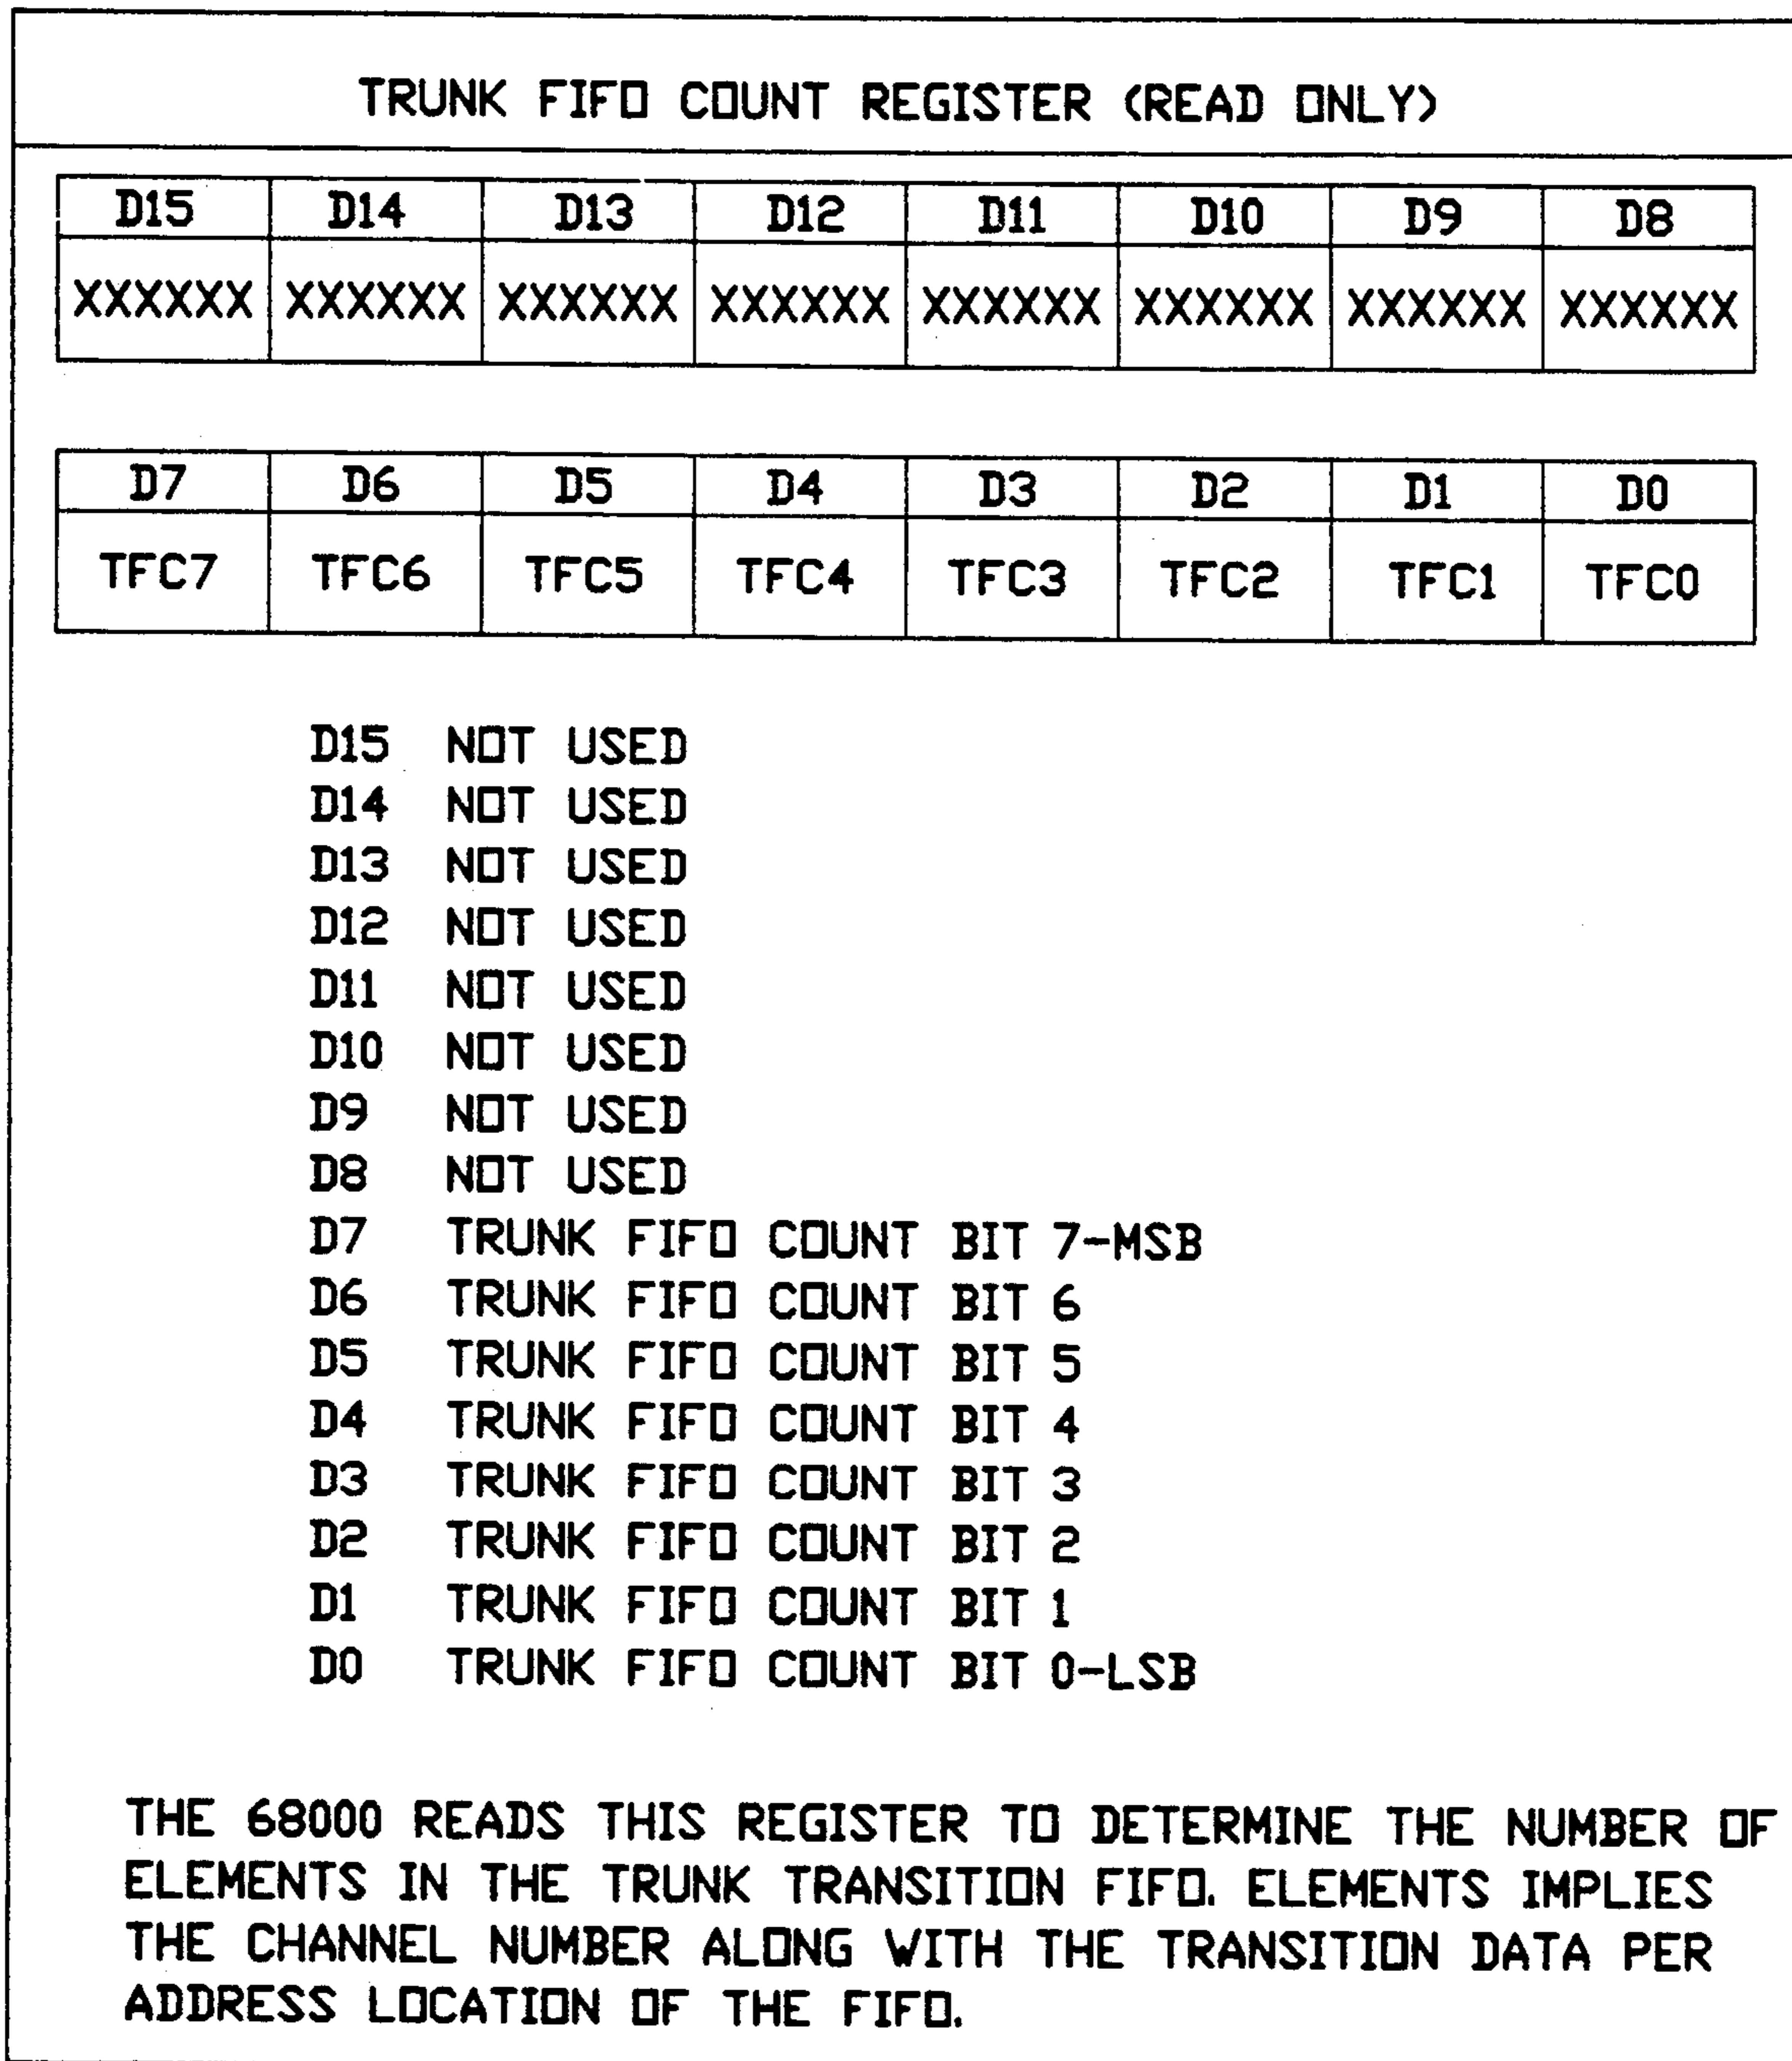 TRUNK FIFO COUNT REGISTER (READ ONLY)
D15 D14 D13 D12 D11 D10 D9 D8
XXXXXX XXXXXX XXXXXX XXXXXX XXXXXX XXXXXX XXXXXX XXXXXX
D7 D6 D5 D4 D3 D2 D1 D0
TFC7 TFC6 TFC5 TFC4 TFC3 TFC2 TFC1 TFC0
D15 NOT USED
D14 NOT USED
D13 NOT USED
D12 NOT USED
D11 NOT USED
D10 NOT USED
D9 NOT USED
D8 NOT USED
D7 TRUNK FIFO COUNT BIT 7-MSB
D6 TRUNK FIFO COUNT BIT 6
D5 TRUNK FIFO COUNT BIT 5
D4 TRUNK FIFO COUNT BIT 4
D3 TRUNK FIFO COUNT BIT 3
D2 TRUNK FIFO COUNT BIT 2
D1 TRUNK FIFO COUNT BIT 1
D0 TRUNK FIFO COUNT BIT 0-LSB
THE 68000 READS THIS REGISTER TO DETERMINE THE NUMBER OF
ELEMENTS IN THE TRUNK TRANSITION FIFO. ELEMENTS IMPLIES
THE CHANNEL NUMBER ALONG WITH THE TRANSITION DATA PER
ADDRESS LOCATION OF THE FIFO.